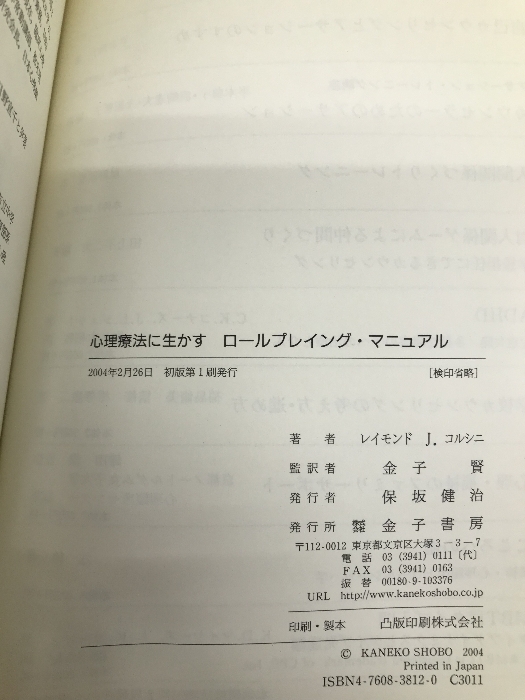 心理療法に生かす　ロールプレイング・マニュアル
2004年2月26日　初版第1刷発行　［検印省略］
著　者　レイモンド J. コルシニ
監訳者　金子　賢
発行者　保坂健治
発行所　㈱金子書房
〒112-0012 東京都文京区大塚3－3－7
電話　03 (3941) 0111〔代〕
FAX　03 (3941) 0163
振替　00180-9-103376
URL　http://www.kanekoshobo.co.jp
印刷・製本　凸版印刷株式会社
© KANEKO SHOBO 2004
Printed in Japan
ISBN4-7608-3812-0　C3011